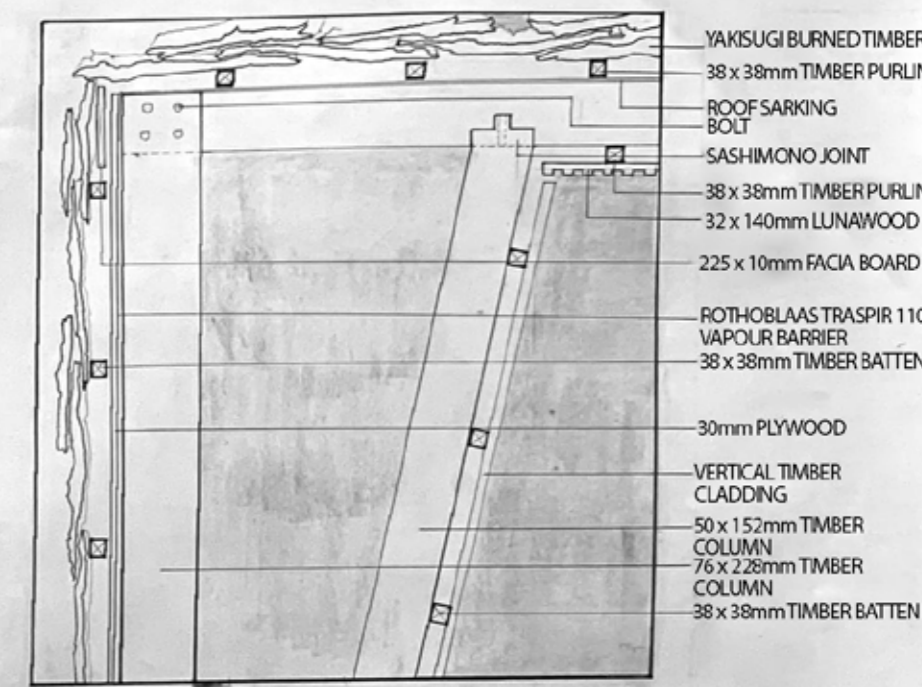 YAKISUGI BURNED TIMBER
38 x 38mm TIMBER PURLIN
ROOF SARKING
BOLT
SASHIMONO JOINT
38 x 38mm TIMBER PURLIN
32 x 140mm LUNAWOOD
225 x 10mm FACIA BOARD
ROTHOBLAAS TRASPIR 110
VAPOUR BARRIER
38 x 38mm TIMBER BATTEN
30mm PLYWOOD
VERTICAL TIMBER
CLADDING
50 x 152mm TIMBER
COLUMN
76 x 228mm TIMBER
COLUMN
38 x 38mm TIMBER BATTEN